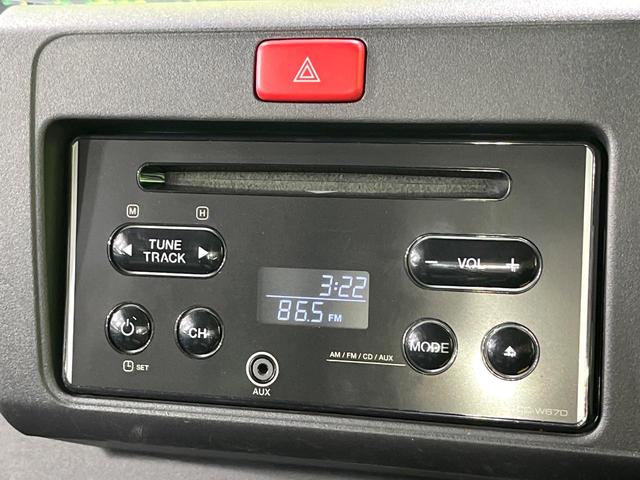 M H
TUNE
TRACK
- VOL +
3:22
86.5 FM
CH
MODE
AM / FM / CD / AUX
SET
AUX